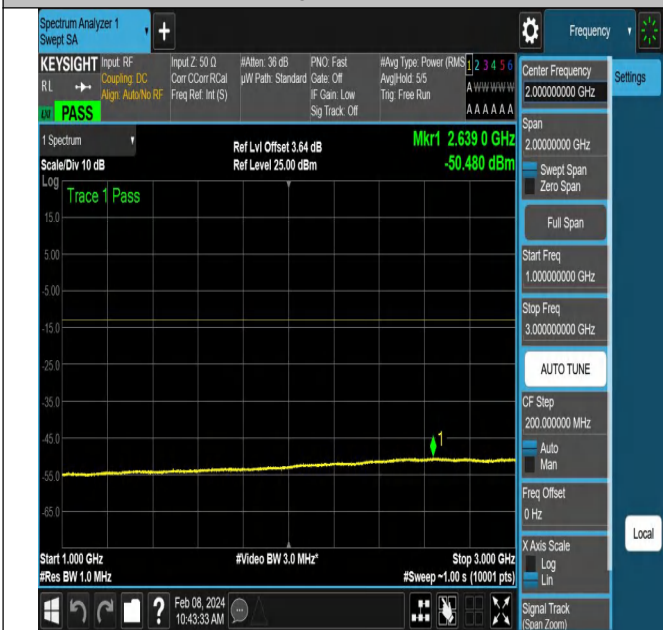 Spectrum Analyzer 1
Swept SA
Frequency
KEYSIGHT
RL
LXI PASS
Input: RF
Coupling: DC
Align: Auto/No RF
Input Z: 50 Ω
Corr CCorr RCal
Freq Ref: Int (S)
#Atten: 36 dB
µW Path: Standard
PNO: Fast
Gate: Off
IF Gain: Low
Sig Track: Off
#Avg Type: Power (RMS
Avg|Hold: 5/5
Trig: Free Run
1 2 3 4 5 6
A W W W W W
A A A A A A
1 Spectrum
Scale/Div 10 dB
Ref Lvl Offset 3.64 dB
Ref Level 25.00 dBm
Mkr1 2.639 0 GHz
-50.480 dBm
Log
Trace 1 Pass
15.0
5.00
-5.00
-15.0
-25.0
-35.0
-45.0
-55.0
-65.0
1
Start 1.000 GHz
#Res BW 1.0 MHz
#Video BW 3.0 MHz*
Stop 3.000 GHz
#Sweep ~1.00 s (10001 pts)
Feb 08, 2024
10:43:33 AM
Center Frequency
2.000000000 GHz
Span
2.00000000 GHz
Swept Span
Zero Span
Full Span
Start Freq
1.000000000 GHz
Stop Freq
3.000000000 GHz
AUTO TUNE
CF Step
200.000000 MHz
Auto
Man
Freq Offset
0 Hz
X Axis Scale
Log
Lin
Signal Track
(Span Zoom)
Settings
Local